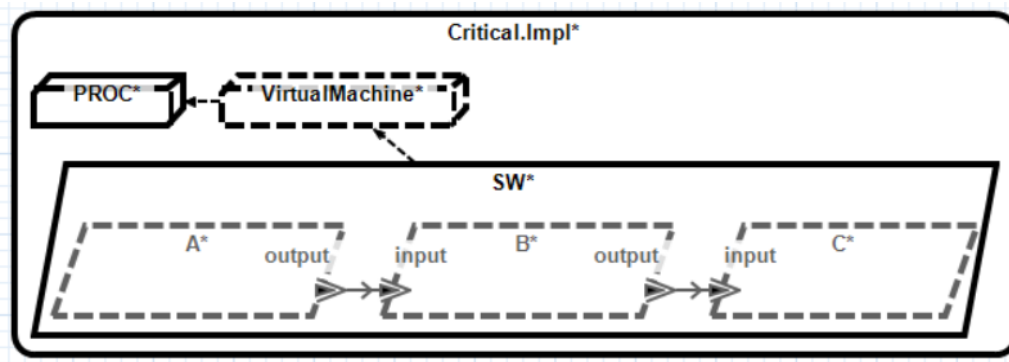 Critical.Impl*
PROC*
VirtualMachine*
SW*
A*
B*
C*
output
input
output
input